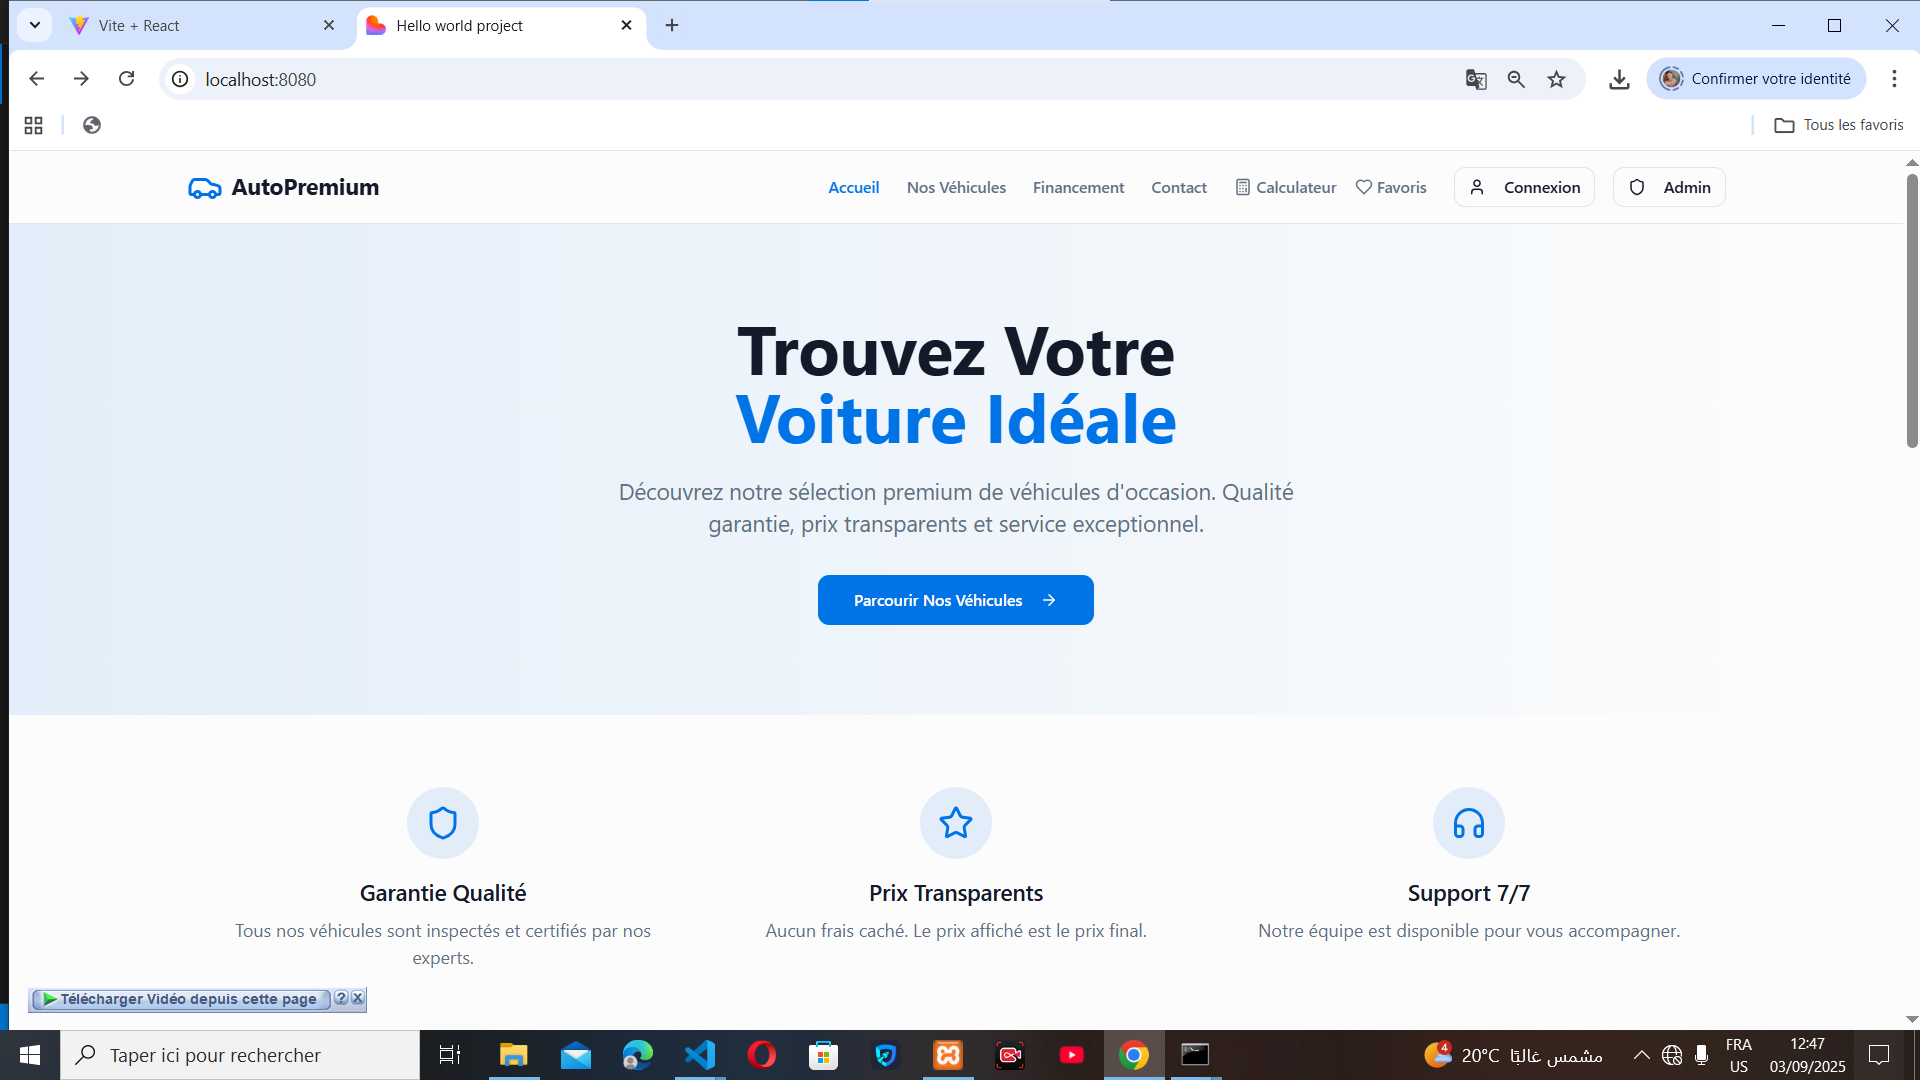 Vite + React
Hello world project
localhost:8080
Confirmer votre identité
Tous les favoris
AutoPremium
Accueil
Nos Véhicules
Financement
Contact
Calculateur
Favoris
Connexion
Admin
Trouvez Votre
Voiture Idéale
Découvrez notre sélection premium de véhicules d'occasion. Qualité
garantie, prix transparents et service exceptionnel.
Parcourir Nos Véhicules
Garantie Qualité
Tous nos véhicules sont inspectés et certifiés par nos
experts.
Prix Transparents
Aucun frais caché. Le prix affiché est le prix final.
Support 7/7
Notre équipe est disponible pour vous accompagner.
Télécharger Vidéo depuis cette page
Taper ici pour rechercher
4
20°C مشمس غالبًا
FRA
US
12:47
03/09/2025